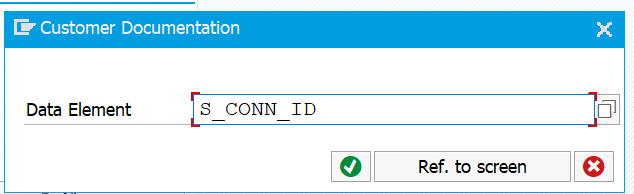 Customer Documentation
Data Element S_CONN_ID
Ref. to screen